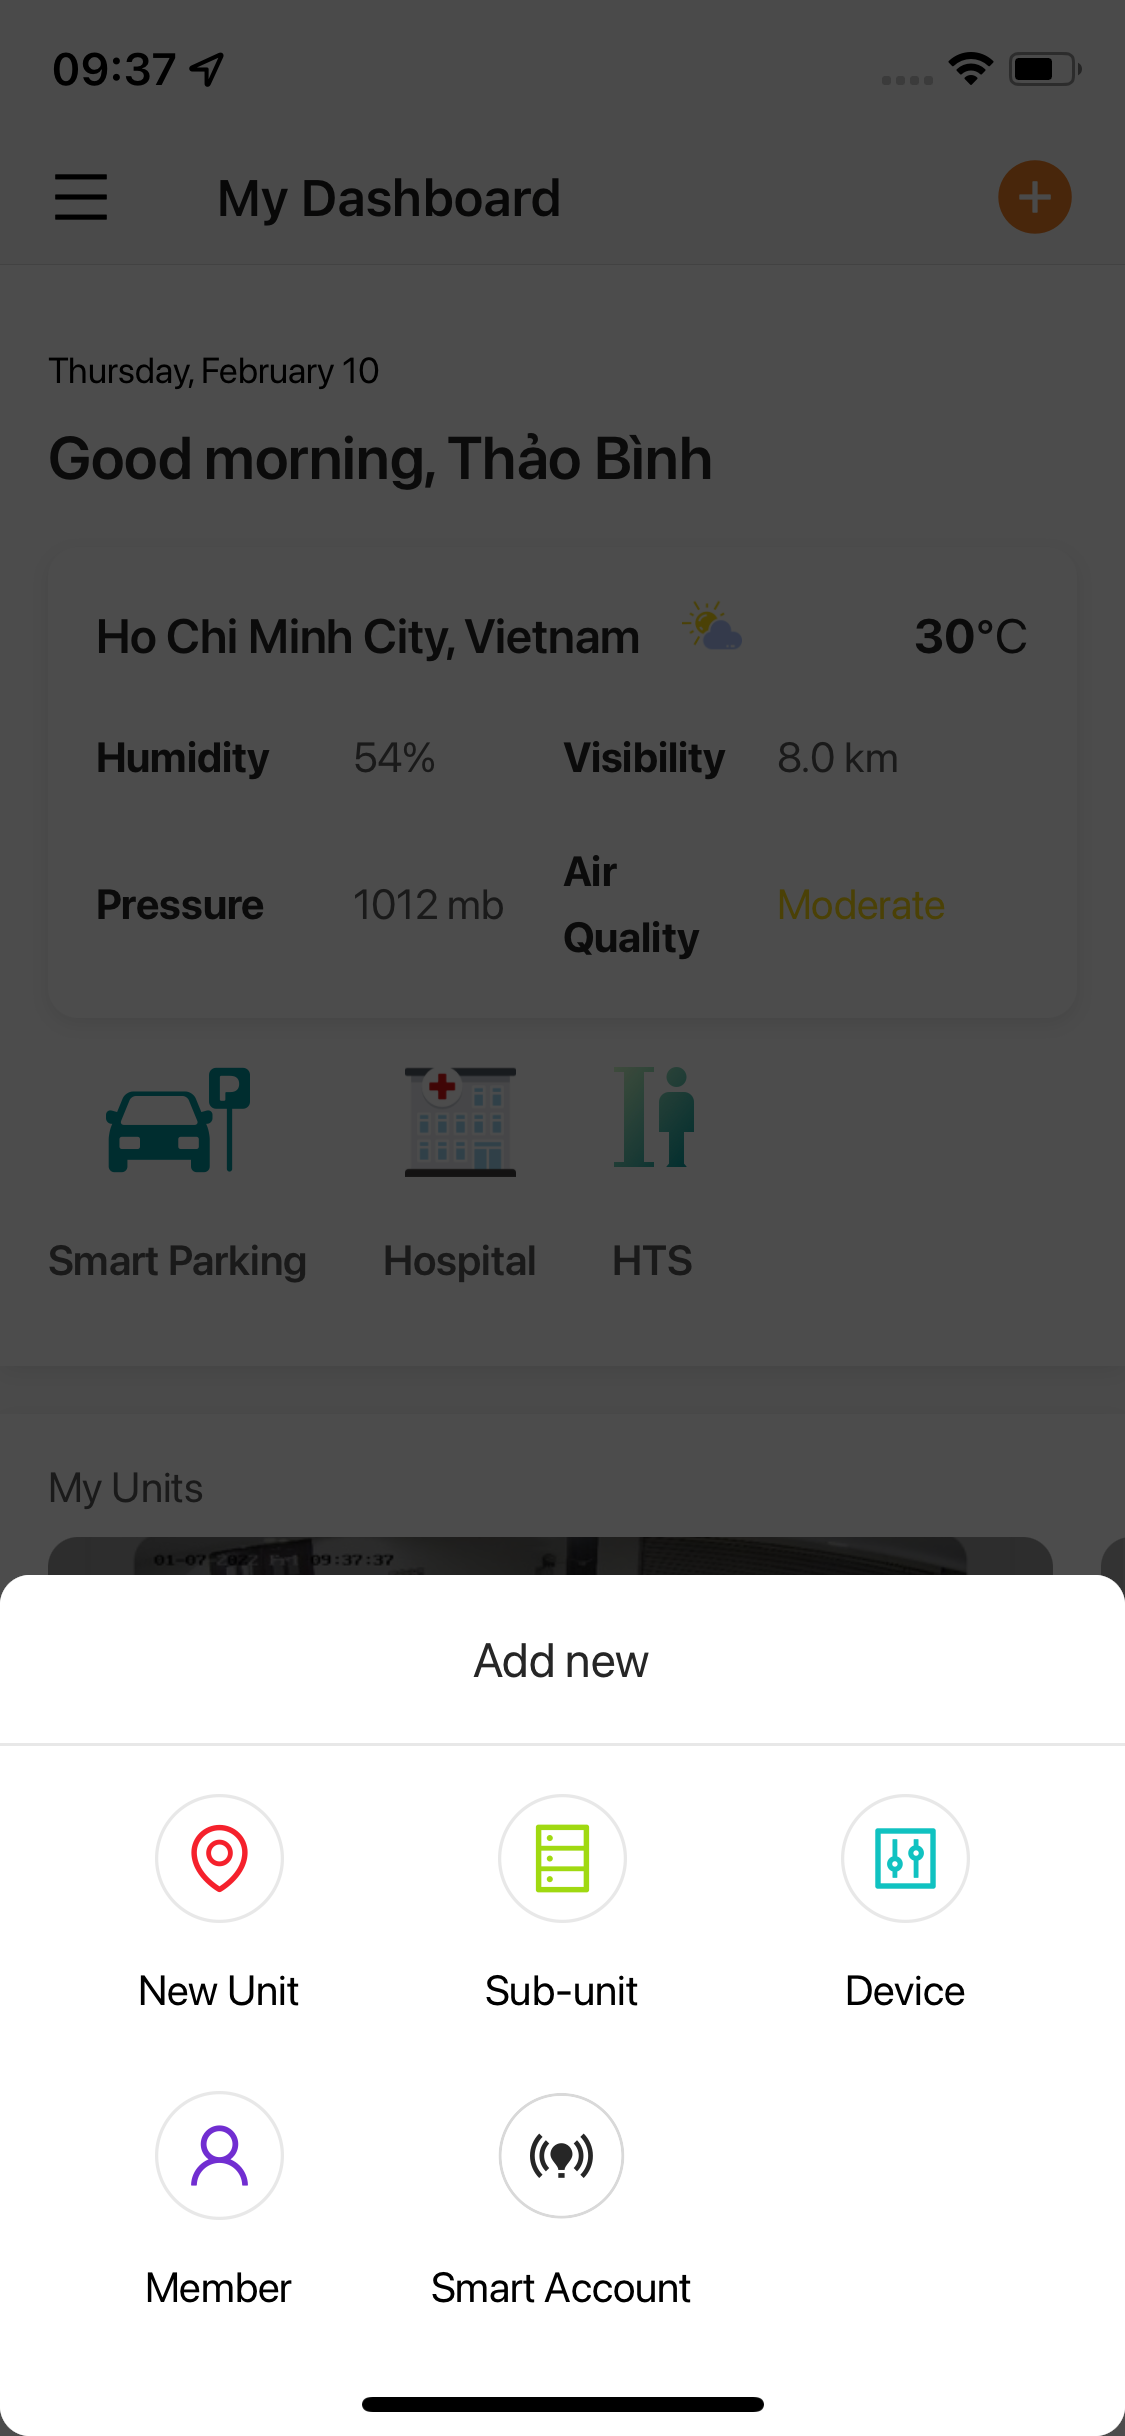 09:37
My Dashboard
Thursday, February 10
Good morning, Thảo Bình
Ho Chi Minh City, Vietnam 30°C
Humidity 54% Visibility 8.0 km
Pressure 1012 mb Air Quality Moderate
P
Smart Parking Hospital HTS
My Units
01-07-2022 Fri 09:37:37
Add new
New Unit Sub-unit Device
Member Smart Account